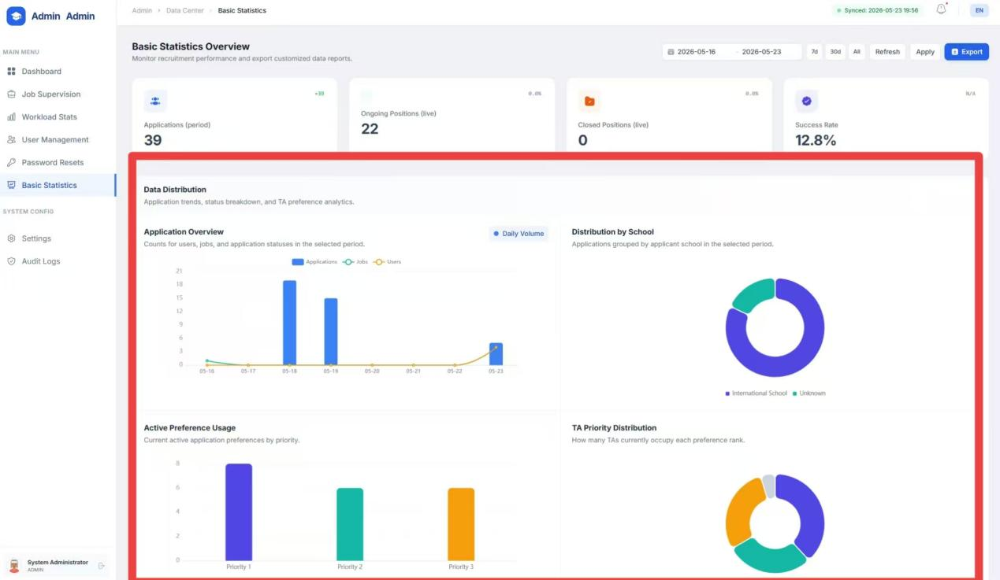 Admin Admin
Admin > Data Center > Basic Statistics
Synced: 2026-05-23 19:56
EN
MAIN MENU
Dashboard
Job Supervision
Workload Stats
User Management
Password Resets
Basic Statistics
SYSTEM CONFIG
Settings
Audit Logs
System Administrator
ADMIN
Basic Statistics Overview
Monitor recruitment performance and export customized data reports.
2026-05-16 - 2026-05-23
7d
30d
All
Refresh
Apply
Export
+39
Applications (period)
39
0.0%
Ongoing Positions (live)
22
0.0%
Closed Positions (live)
0
N/A
Success Rate
12.8%
Data Distribution
Application trends, status breakdown, and TA preference analytics.
Application Overview
Counts for users, jobs, and application statuses in the selected period.
Daily Volume
Applications Jobs Users
21
18
15
12
9
6
3
0
05-16 05-17 05-18 05-19 05-20 05-21 05-22 05-23
Distribution by School
Applications grouped by applicant school in the selected period.
International School Unknown
Active Preference Usage
Current active application preferences by priority.
8
6
4
2
0
Priority 1 Priority 2 Priority 3
TA Priority Distribution
How many TAs currently occupy each preference rank.